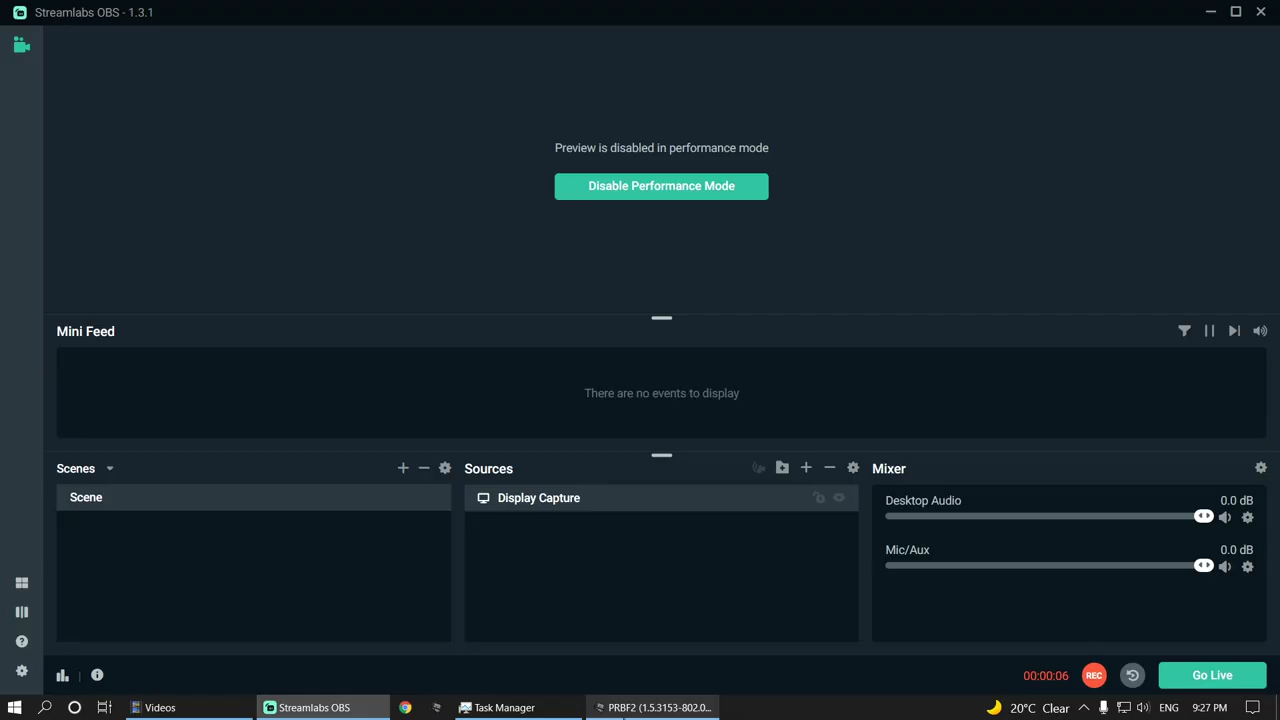 Streamlabs OBS - 1.3.1
Preview is disabled in performance mode
Disable Performance Mode
Mini Feed
There are no events to display
Scenes
Scene
Sources
Display Capture
Mixer
Desktop Audio 0.0 dB
Mic/Aux 0.0 dB
00:00:06 REC Go Live
Videos Streamlabs OBS Task Manager PRBF2 (1.5.3153-802.0... 20°C Clear ENG 9:27 PM